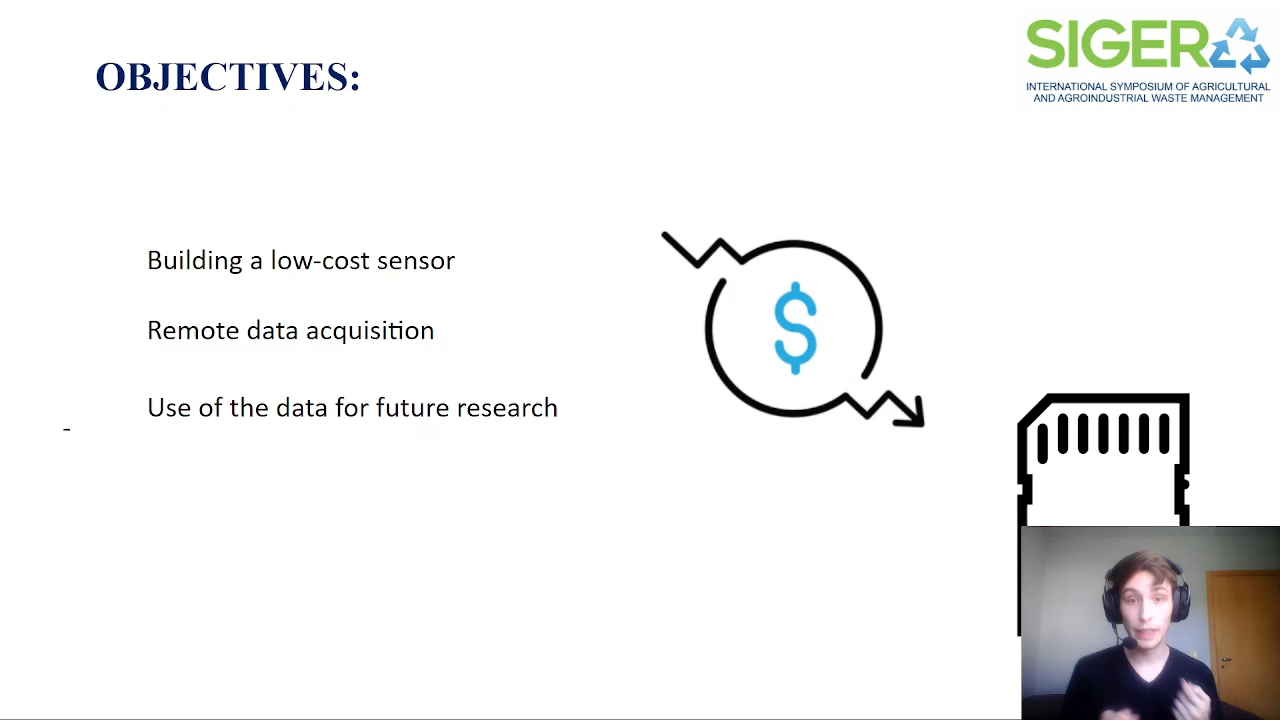 OBJECTIVES:
SIGERA
INTERNATIONAL SYMPOSIUM OF AGRICULTURAL
AND AGROINDUSTRIAL WASTE MANAGEMENT
Building a low-cost sensor
Remote data acquisition
Use of the data for future research
-
$